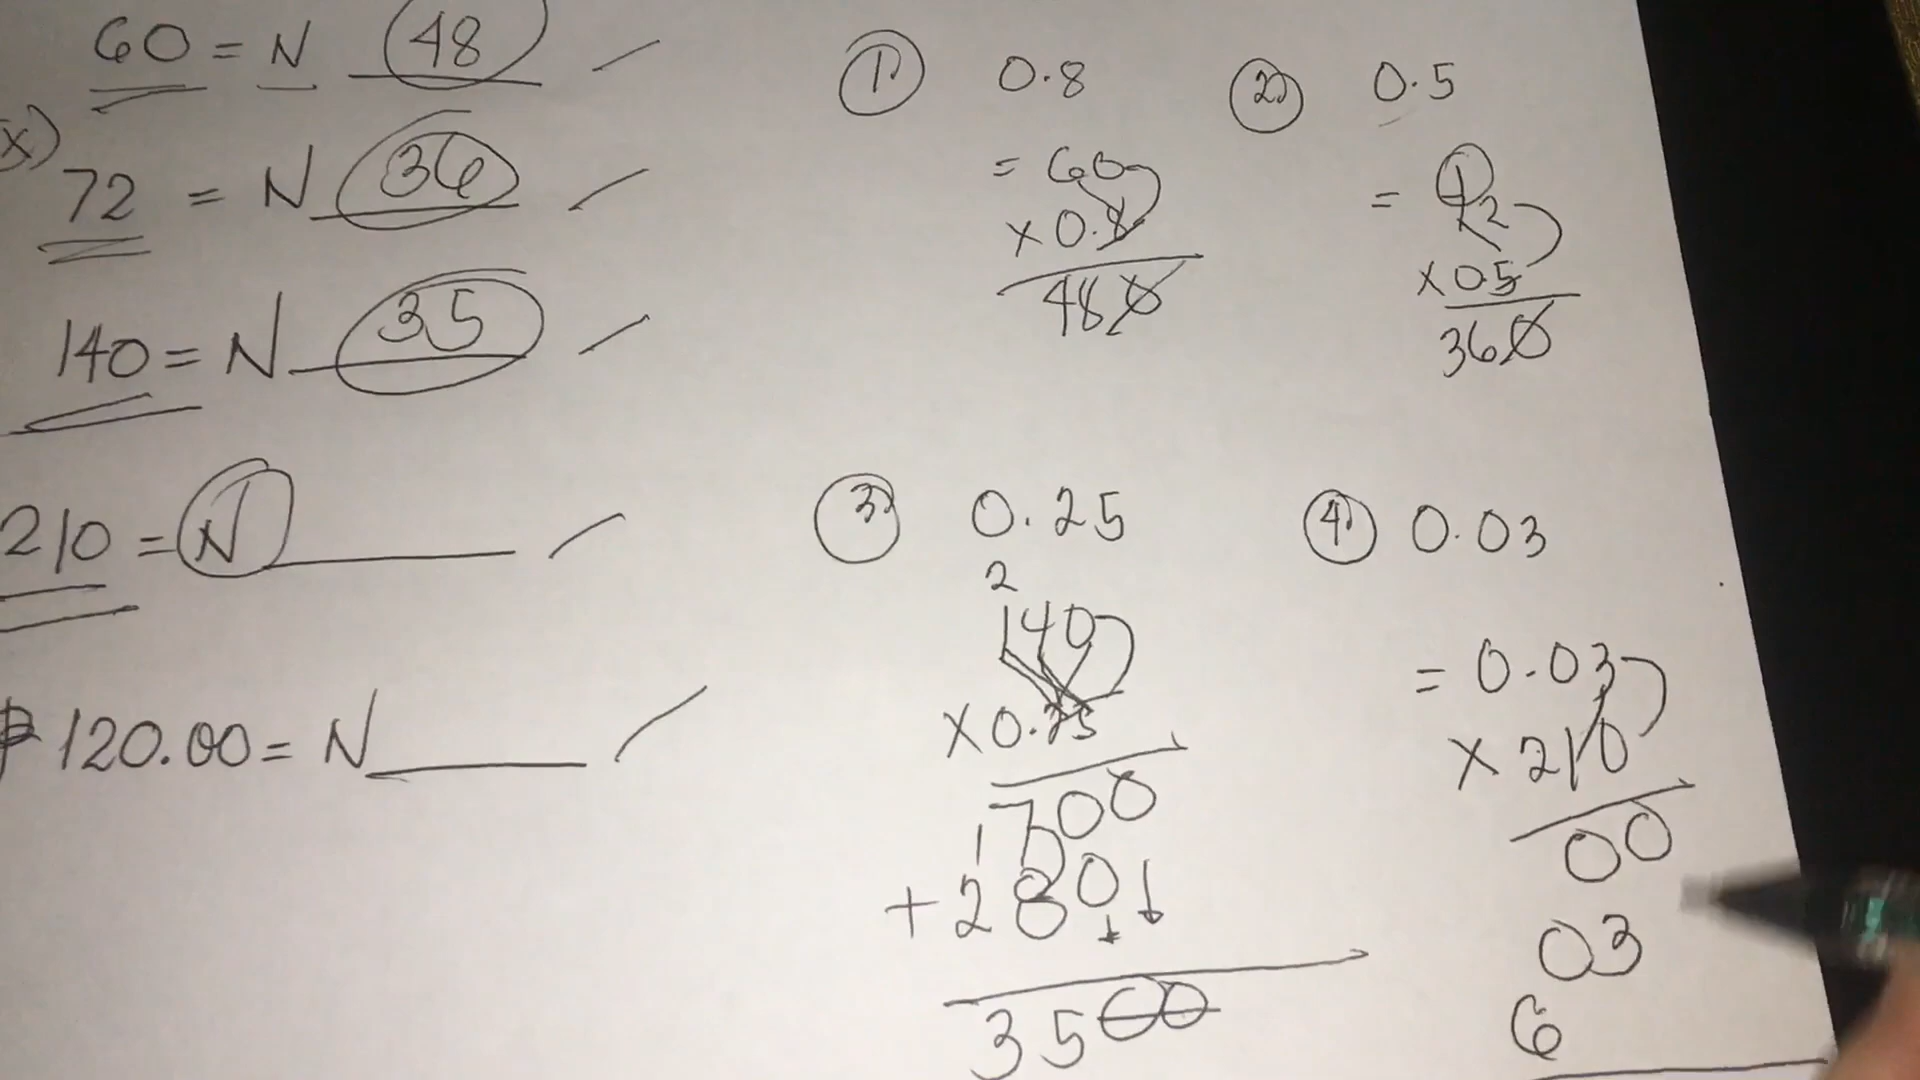 60 = N 48
x)
72 = N 36
140 = N 35
210 = N
₱120.00 = N
1) 0.8
= 60
x 0.8
480
2) 0.5
= 72
x 0.5
360
3) 0.25
2
140
x 0.25
1
700
+ 280
3500
4) 0.03
= 0.03
x 210
00
03
6